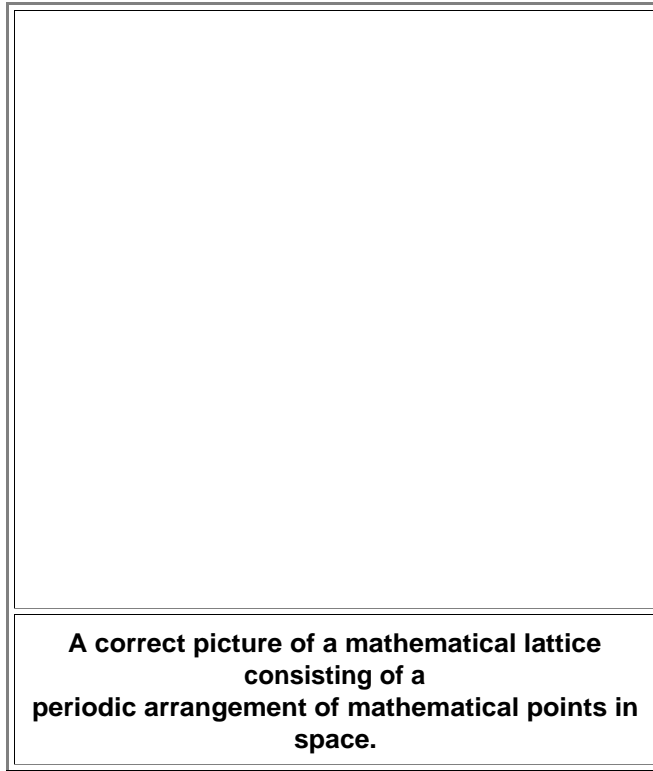 A correct picture of a mathematical lattice
consisting of a
periodic arrangement of mathematical points in
space.